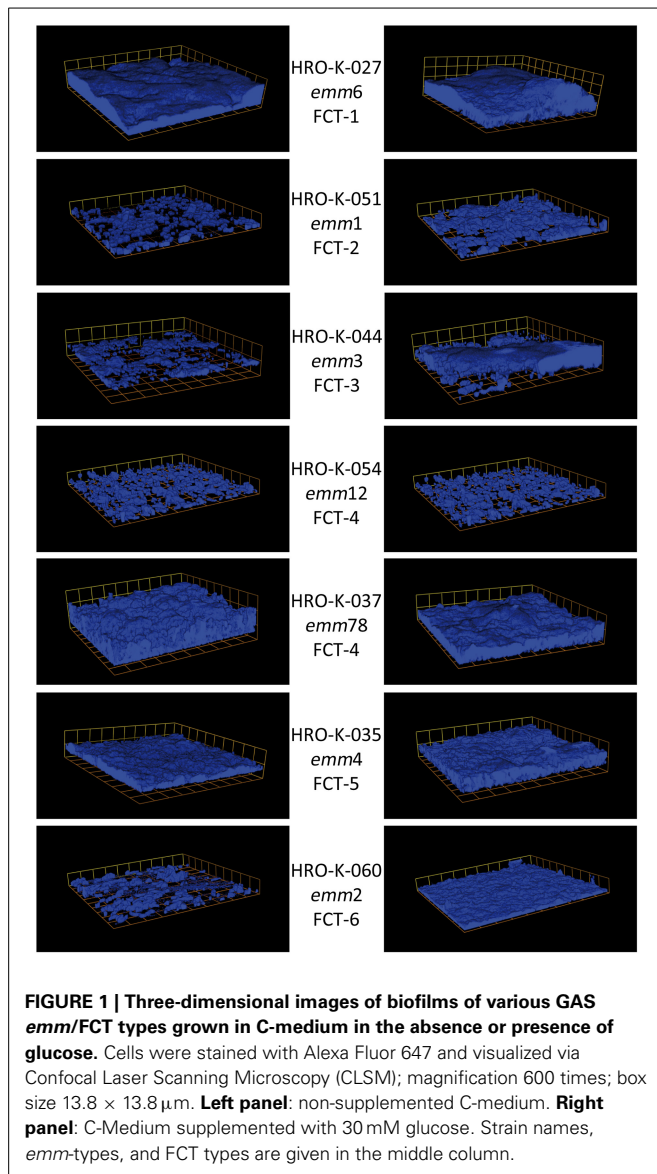 HRO-K-027
emm6
FCT-1
HRO-K-051
emm1
FCT-2
HRO-K-044
emm3
FCT-3
HRO-K-054
emm12
FCT-4
HRO-K-037
emm78
FCT-4
HRO-K-035
emm4
FCT-5
HRO-K-060
emm2
FCT-6
FIGURE 1 | Three-dimensional images of biofilms of various GAS
emm/FCT types grown in C-medium in the absence or presence of
glucose. Cells were stained with Alexa Fluor 647 and visualized via
Confocal Laser Scanning Microscopy (CLSM); magnification 600 times; box
size 13.8 × 13.8 μm. Left panel: non-supplemented C-medium. Right
panel: C-Medium supplemented with 30 mM glucose. Strain names,
emm-types, and FCT types are given in the middle column.